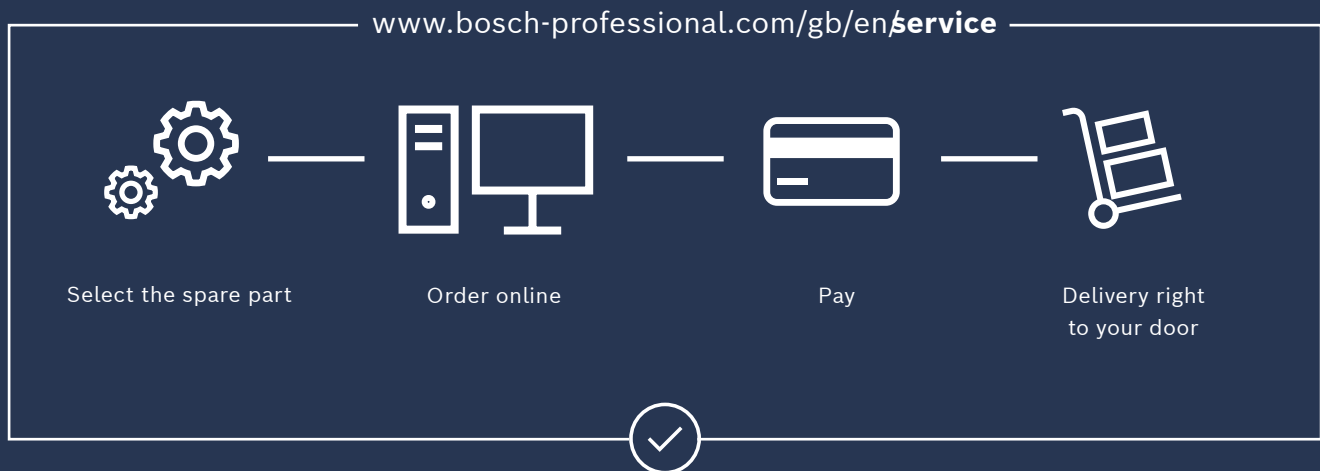 www.bosch-professional.com/gb/en/service
Select the spare part
Order online
Pay
Delivery right
to your door